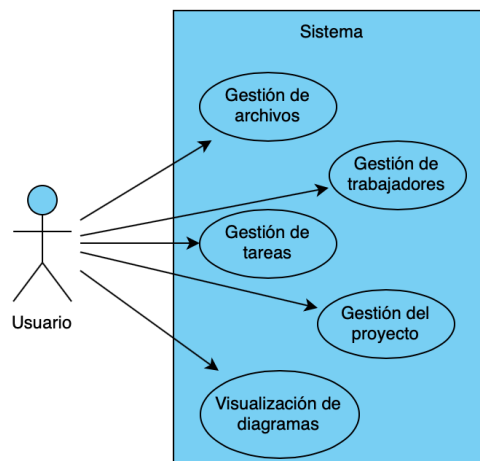 Sistema
Gestión de
archivos
Gestión de
trabajadores
Gestión de
tareas
Usuario
Gestión del
proyecto
Visualización de
diagramas